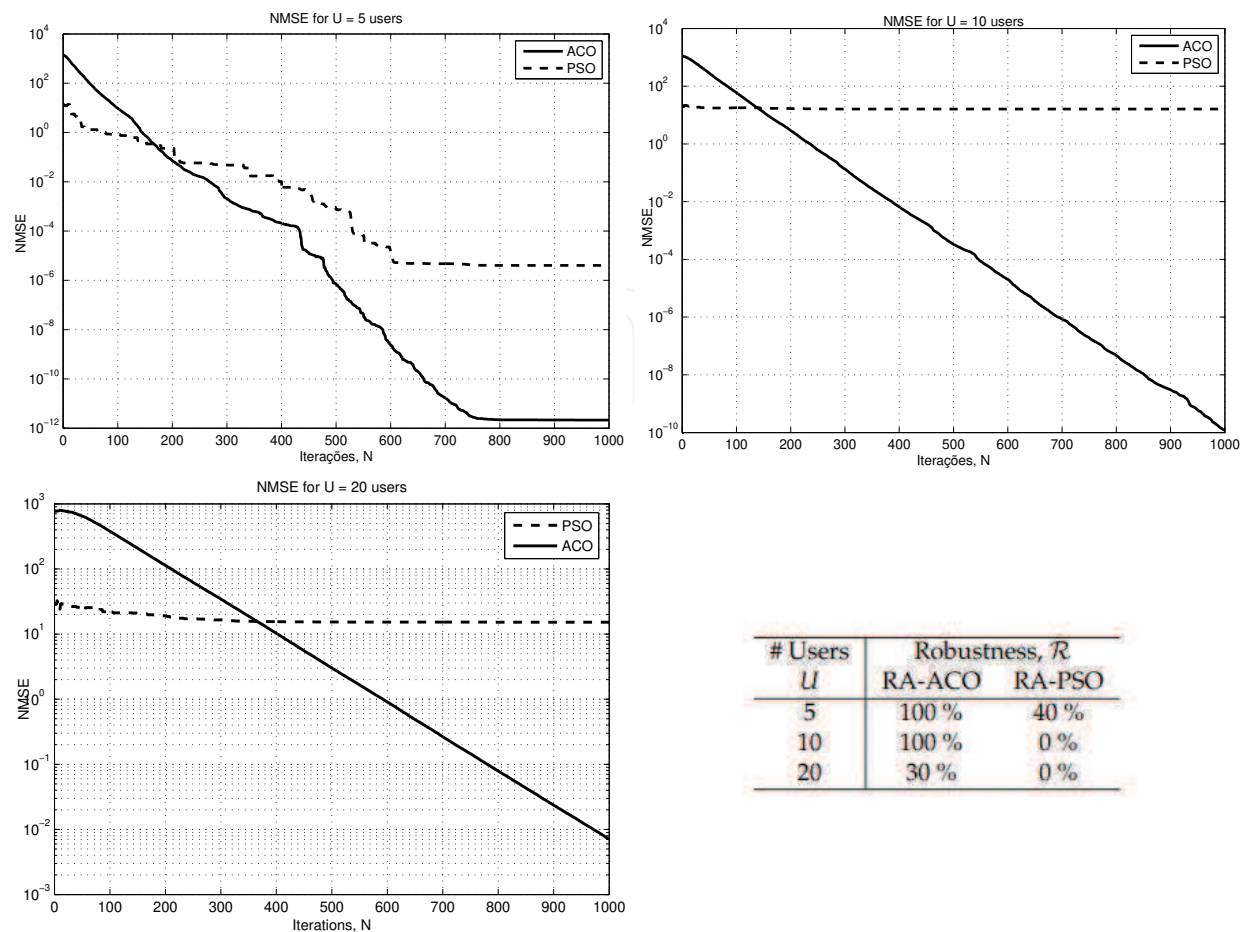 NMSE for U = 5 users
10^4
10^2
10^0
10^-2
10^-4
10^-6
10^-8
10^-10
10^-12
NMSE
ACO
PSO
0 100 200 300 400 500 600 700 800 900 1000
Iterações, N
NMSE for U = 10 users
10^4
10^2
10^0
10^-2
10^-4
10^-6
10^-8
10^-10
NMSE
ACO
PSO
0 100 200 300 400 500 600 700 800 900 1000
Iterações, N
NMSE for U = 20 users
10^3
10^2
10^1
10^0
10^-1
10^-2
10^-3
NMSE
PSO
ACO
0 100 200 300 400 500 600 700 800 900 1000
Iterations, N
# Users Robustness, R
U RA-ACO RA-PSO
5 100 % 40 %
10 100 % 0 %
20 30 % 0 %